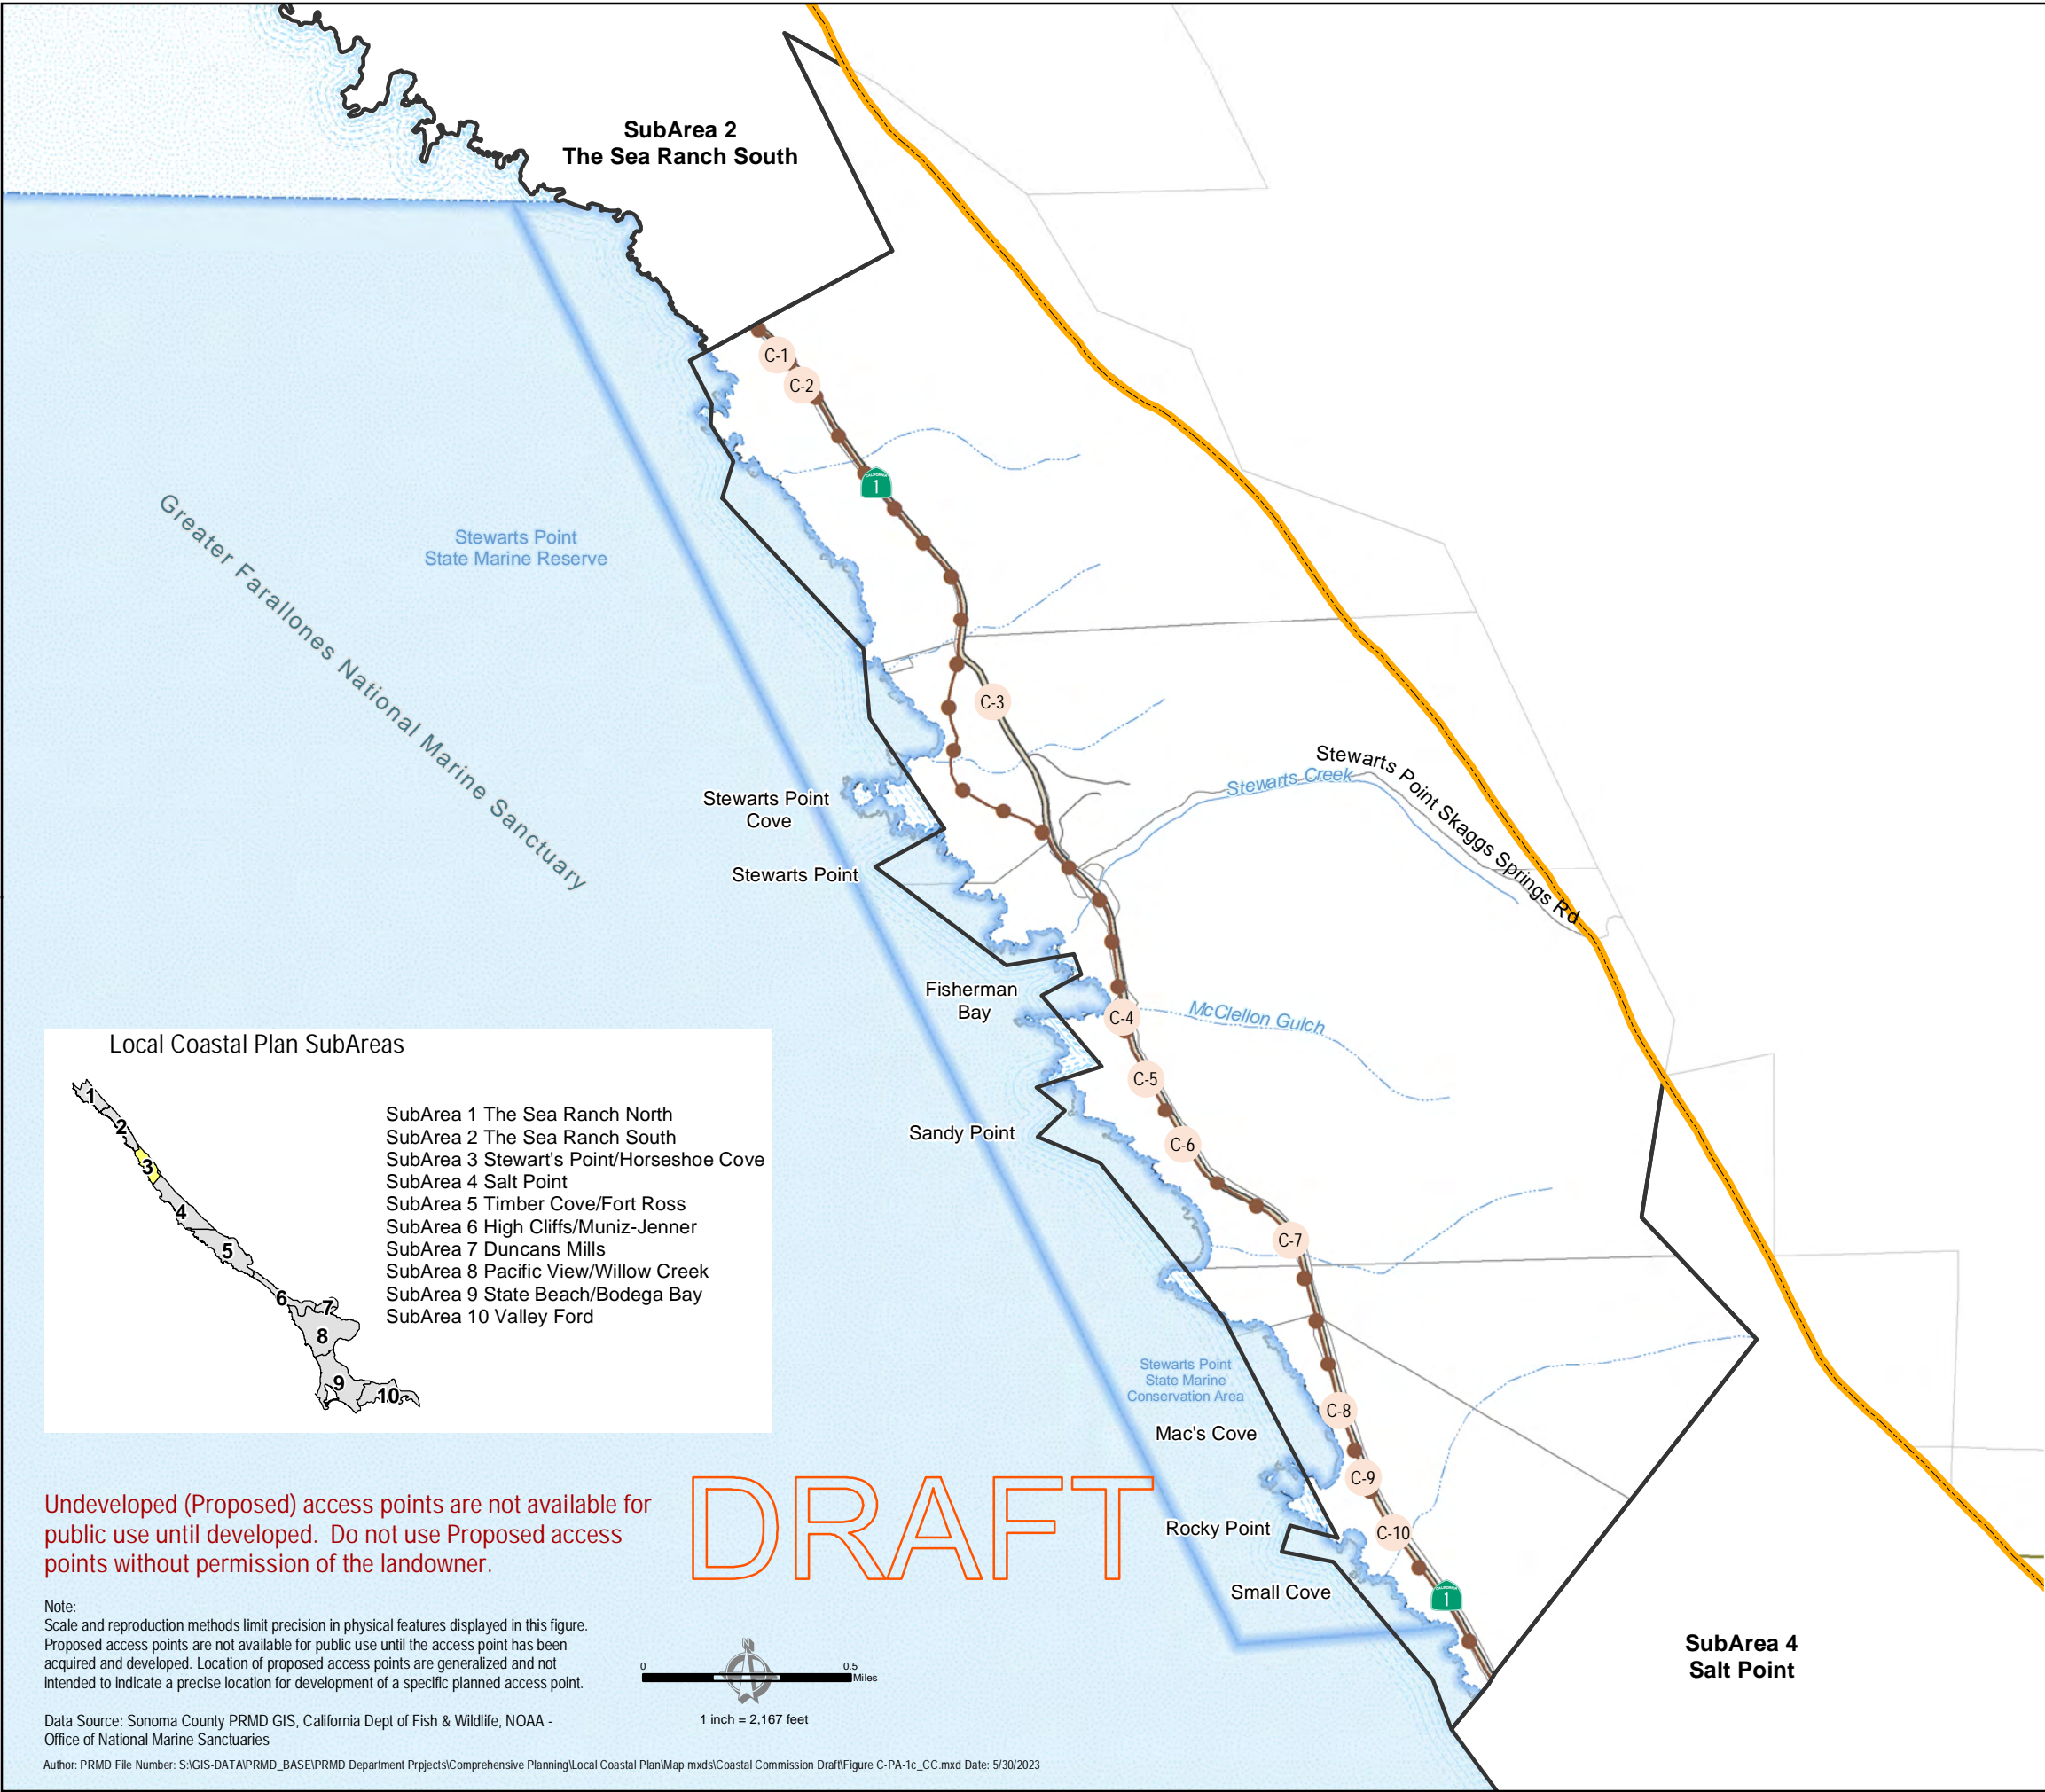 SubArea 2
The Sea Ranch South
C-1
C-2
CALIFORNIA
1
Stewarts Point
State Marine Reserve
Greater Farallones National Marine Sanctuary
C-3
Stewarts Point Skaggs Springs Rd
Stewarts Creek
Stewarts Point
Cove
Stewarts Point
Fisherman
Bay
C-4
McClellon Gulch
C-5
Sandy Point
C-6
C-7
Local Coastal Plan SubAreas
1
2
3
4
5
6
7
8
9
10
SubArea 1 The Sea Ranch North
SubArea 2 The Sea Ranch South
SubArea 3 Stewart's Point/Horseshoe Cove
SubArea 4 Salt Point
SubArea 5 Timber Cove/Fort Ross
SubArea 6 High Cliffs/Muniz-Jenner
SubArea 7 Duncans Mills
SubArea 8 Pacific View/Willow Creek
SubArea 9 State Beach/Bodega Bay
SubArea 10 Valley Ford
Stewarts Point
State Marine
Conservation Area
C-8
Mac's Cove
C-9
Rocky Point
C-10
Small Cove
CALIFORNIA
1
SubArea 4
Salt Point
DRAFT
Undeveloped (Proposed) access points are not available for
public use until developed. Do not use Proposed access
points without permission of the landowner.
Note:
Scale and reproduction methods limit precision in physical features displayed in this figure.
Proposed access points are not available for public use until the access point has been
acquired and developed. Location of proposed access points are generalized and not
intended to indicate a precise location for development of a specific planned access point.
N
0 0.5
Miles
1 inch = 2,167 feet
Data Source: Sonoma County PRMD GIS, California Dept of Fish & Wildlife, NOAA -
Office of National Marine Sanctuaries
Author: PRMD File Number: S:\GIS-DATA\PRMD_BASE\PRMD Department Prpjects\Comprehensive Planning\Local Coastal Plan\Map mxds\Coastal Commission Draft\Figure C-PA-1c_CC.mxd Date: 5/30/2023